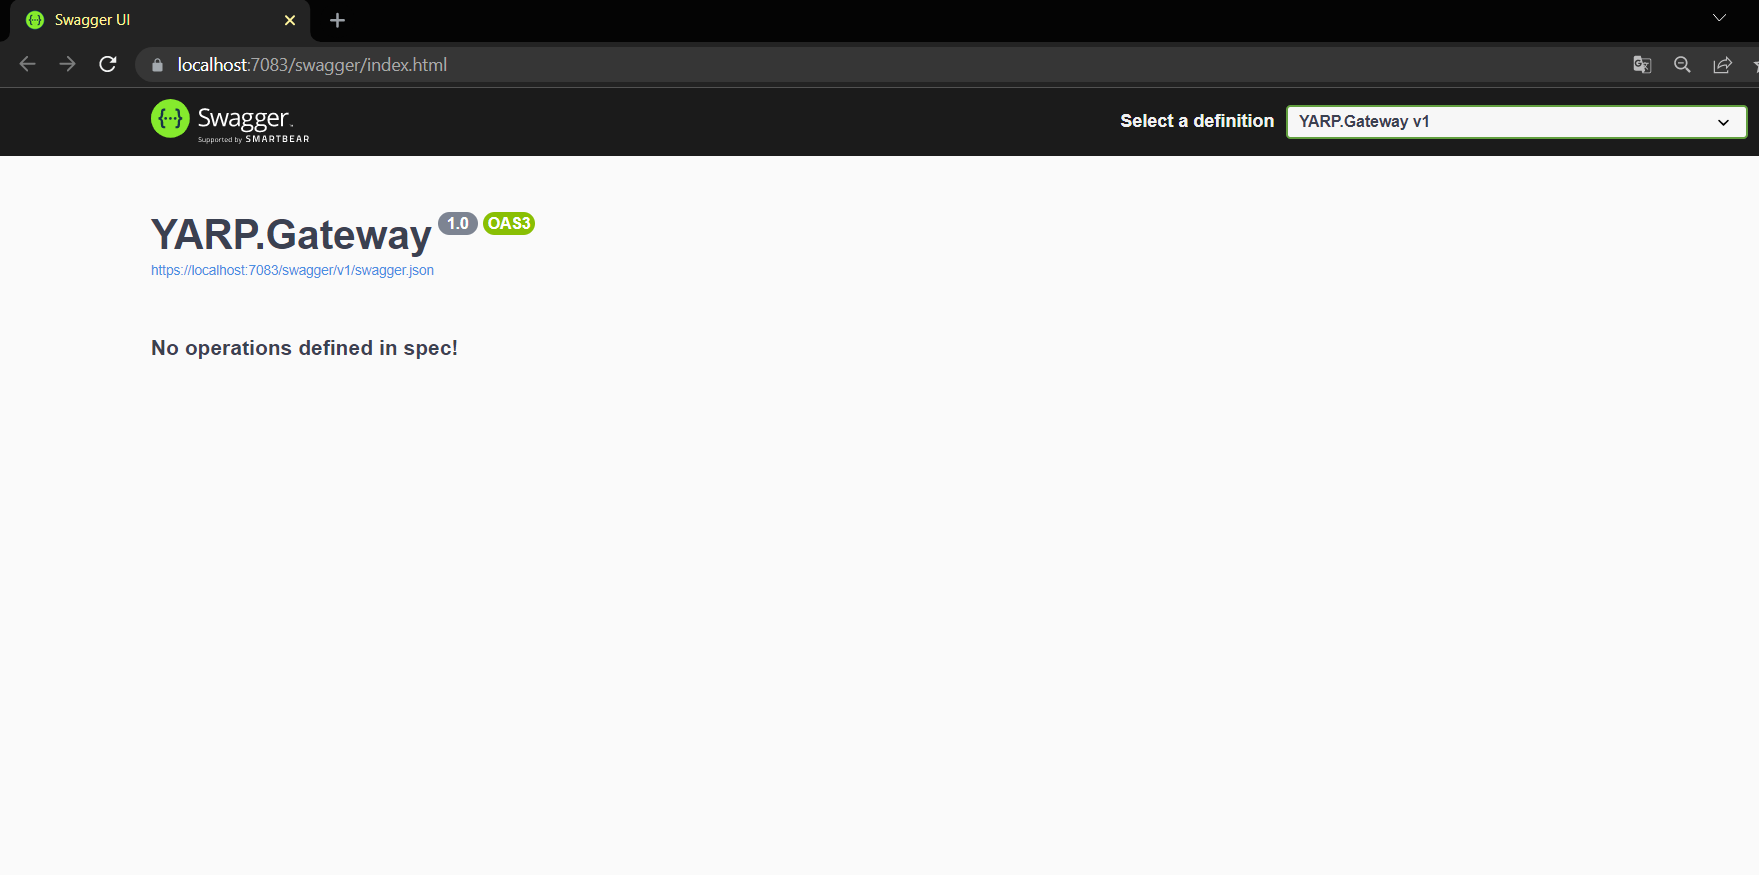 Swagger UI
localhost:7083/swagger/index.html
Swagger.
Supported by SMARTBEAR
Select a definition
YARP.Gateway v1
YARP.Gateway 1.0 OAS3
https://localhost:7083/swagger/v1/swagger.json
No operations defined in spec!